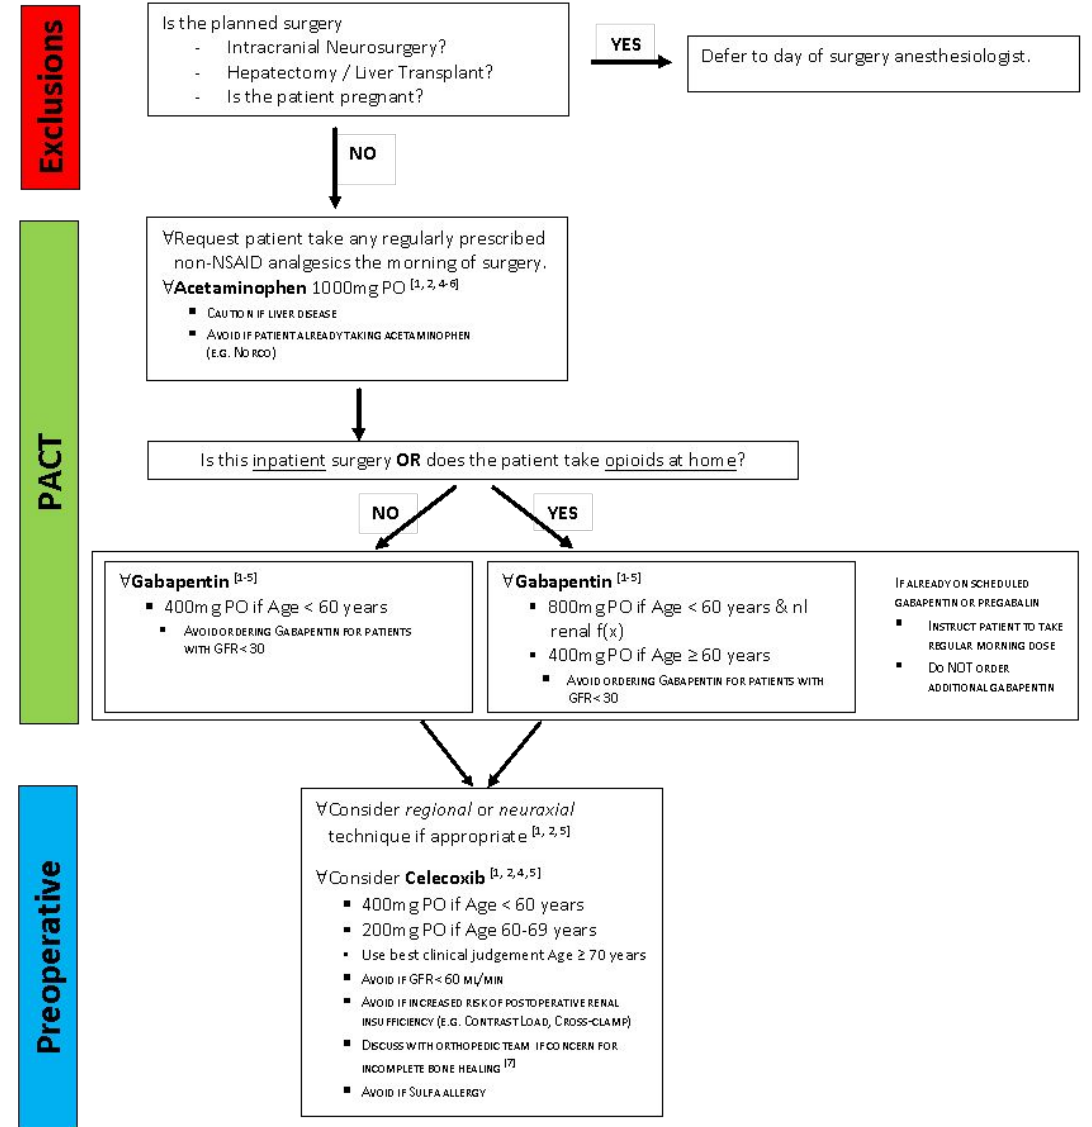 Exclusions
Is the planned surgery
- Intracranial Neurosurgery?
- Hepatectomy / Liver Transplant?
- Is the patient pregnant?
YES
Defer to day of surgery anesthesiologist.
NO
PACT
∀Request patient take any regularly prescribed
non-NSAID analgesics the morning of surgery.
∀Acetaminophen 1000mg PO [1, 2, 4-6]
▪ CAUTION IF LIVER DISEASE
▪ AVOID IF PATIENT ALREADY TAKING ACETAMINOPHEN
(E.G. NORCO)
Is this inpatient surgery OR does the patient take opioids at home?
NO
YES
∀Gabapentin [1-5]
▪ 400mg PO if Age < 60 years
▪ AVOID ORDERING GABAPENTIN FOR PATIENTS
WITH GFR < 30
∀Gabapentin [1-5]
▪ 800mg PO if Age < 60 years & nl
renal f(x)
▪ 400mg PO if Age ≥ 60 years
▪ AVOID ORDERING GABAPENTIN FOR PATIENTS WITH
GFR < 30
IF ALREADY ON SCHEDULED
GABAPENTIN OR PREGABALIN
▪ INSTRUCT PATIENT TO TAKE
REGULAR MORNING DOSE
▪ DO NOT ORDER
ADDITIONAL GABAPENTIN
Preoperative
∀Consider regional or neuraxial
technique if appropriate [1, 2, 5]
∀Consider Celecoxib [1, 2, 4, 5]
▪ 400mg PO if Age < 60 years
▪ 200mg PO if Age 60-69 years
▪ Use best clinical judgement Age ≥ 70 years
▪ AVOID IF GFR < 60 ML/MIN
▪ AVOID IF INCREASED RISK OF POSTOPERATIVE RENAL
INSUFFICIENCY (E.G. CONTRAST LOAD, CROSS-CLAMP)
▪ DISCUSS WITH ORTHOPEDIC TEAM IF CONCERN FOR
INCOMPLETE BONE HEALING [7]
▪ AVOID IF SULFA ALLERGY